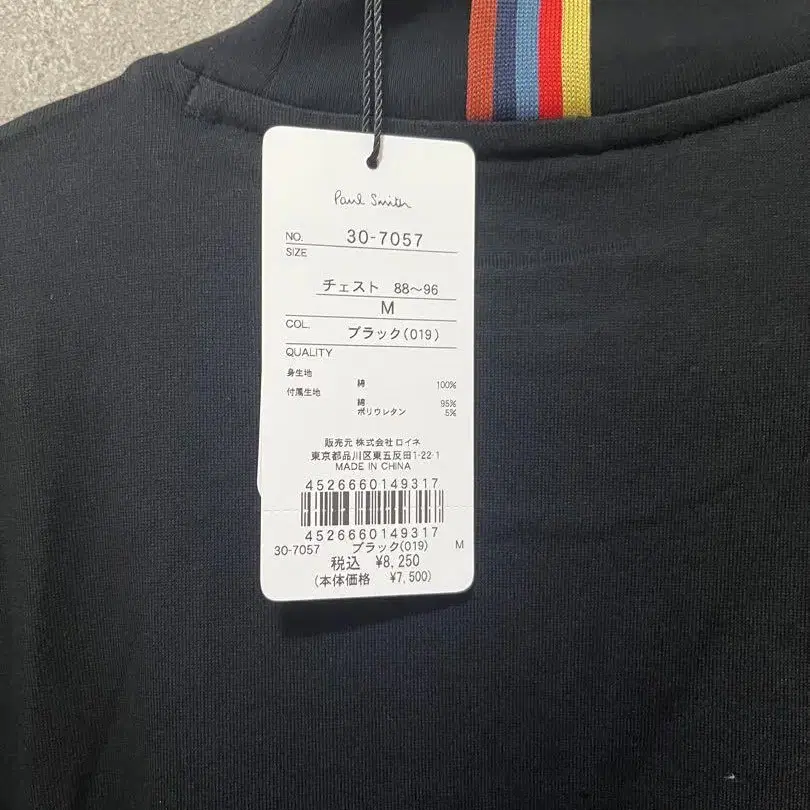 Paul Smith
NO. 30-7057
SIZE
チェスト 88〜96
M
COL. ブラック(019)
QUALITY
身生地
綿 100%
付属生地
綿 95%
ポリウレタン 5%
販売元 株式会社 ロイネ
東京都品川区東五反田1-22-1
MADE IN CHINA
4526660149317
4526660149317
30-7057 ブラック(019) M
税込 ¥8,250
(本体価格 ¥7,500)